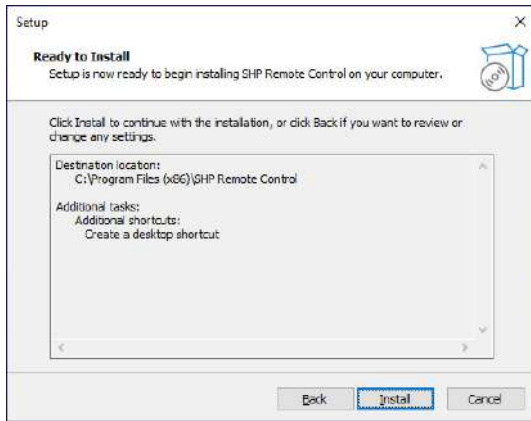 Setup
Ready to Install
Setup is now ready to begin installing SHP Remote Control on your computer.
Click Install to continue with the installation, or click Back if you want to review or
change any settings.
Destination location:
C:\Program Files (x86)\SHP Remote Control
Additional tasks:
Additional shortcuts:
Create a desktop shortcut
Back
Install
Cancel